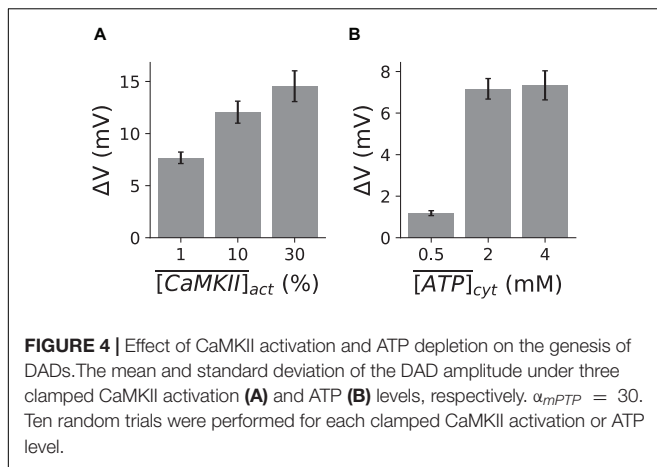 A
B
15
10
5
0
ΔV (mV)
1 10 30
[CaMKII]act (%)
8
6
4
2
0
ΔV (mV)
0.5 2 4
[ATP]cyt (mM)
FIGURE 4 | Effect of CaMKII activation and ATP depletion on the genesis of
DADs.The mean and standard deviation of the DAD amplitude under three
clamped CaMKII activation (A) and ATP (B) levels, respectively. αmPTP = 30.
Ten random trials were performed for each clamped CaMKII activation or ATP
level.